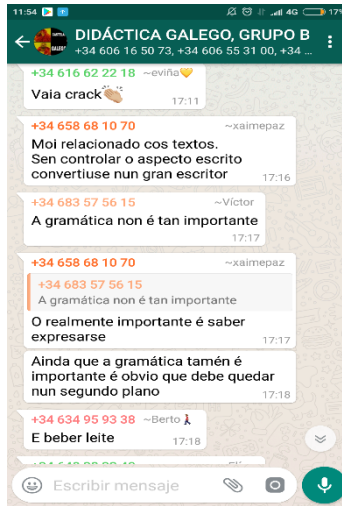 11:54 4G 17%
DIDÁCTICA GALEGO, GRUPO B
+34 606 16 50 73, +34 606 55 31 00, +34 ...
+34 616 62 22 18 ~eviña💛
Vaia crack👏🏻
17:11
+34 658 68 10 70 ~xaimepaz
Moi relacionado cos textos.
Sen controlar o aspecto escrito
convertiuse nun gran escritor 17:16
+34 683 57 56 15 ~Víctor
A gramática non é tan importante
17:17
+34 658 68 10 70 ~xaimepaz
+34 683 57 56 15
A gramática non é tan importante
O realmente importante é saber
expresarse 17:17
Ainda que a gramática tamén é
importante é obvio que debe quedar
nun segundo plano 17:18
+34 634 95 93 38 ~Berto🚶
E beber leite 17:18
Escribir mensaje